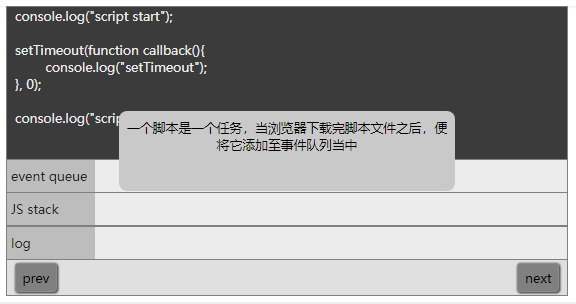 console.log("script start");
setTimeout(function callback(){
console.log("setTimeout");
}, 0);
console.log("scrip
一个脚本是一个任务，当浏览器下载完脚本文件之后，便
将它添加至事件队列当中
event queue
JS stack
log
prev
next